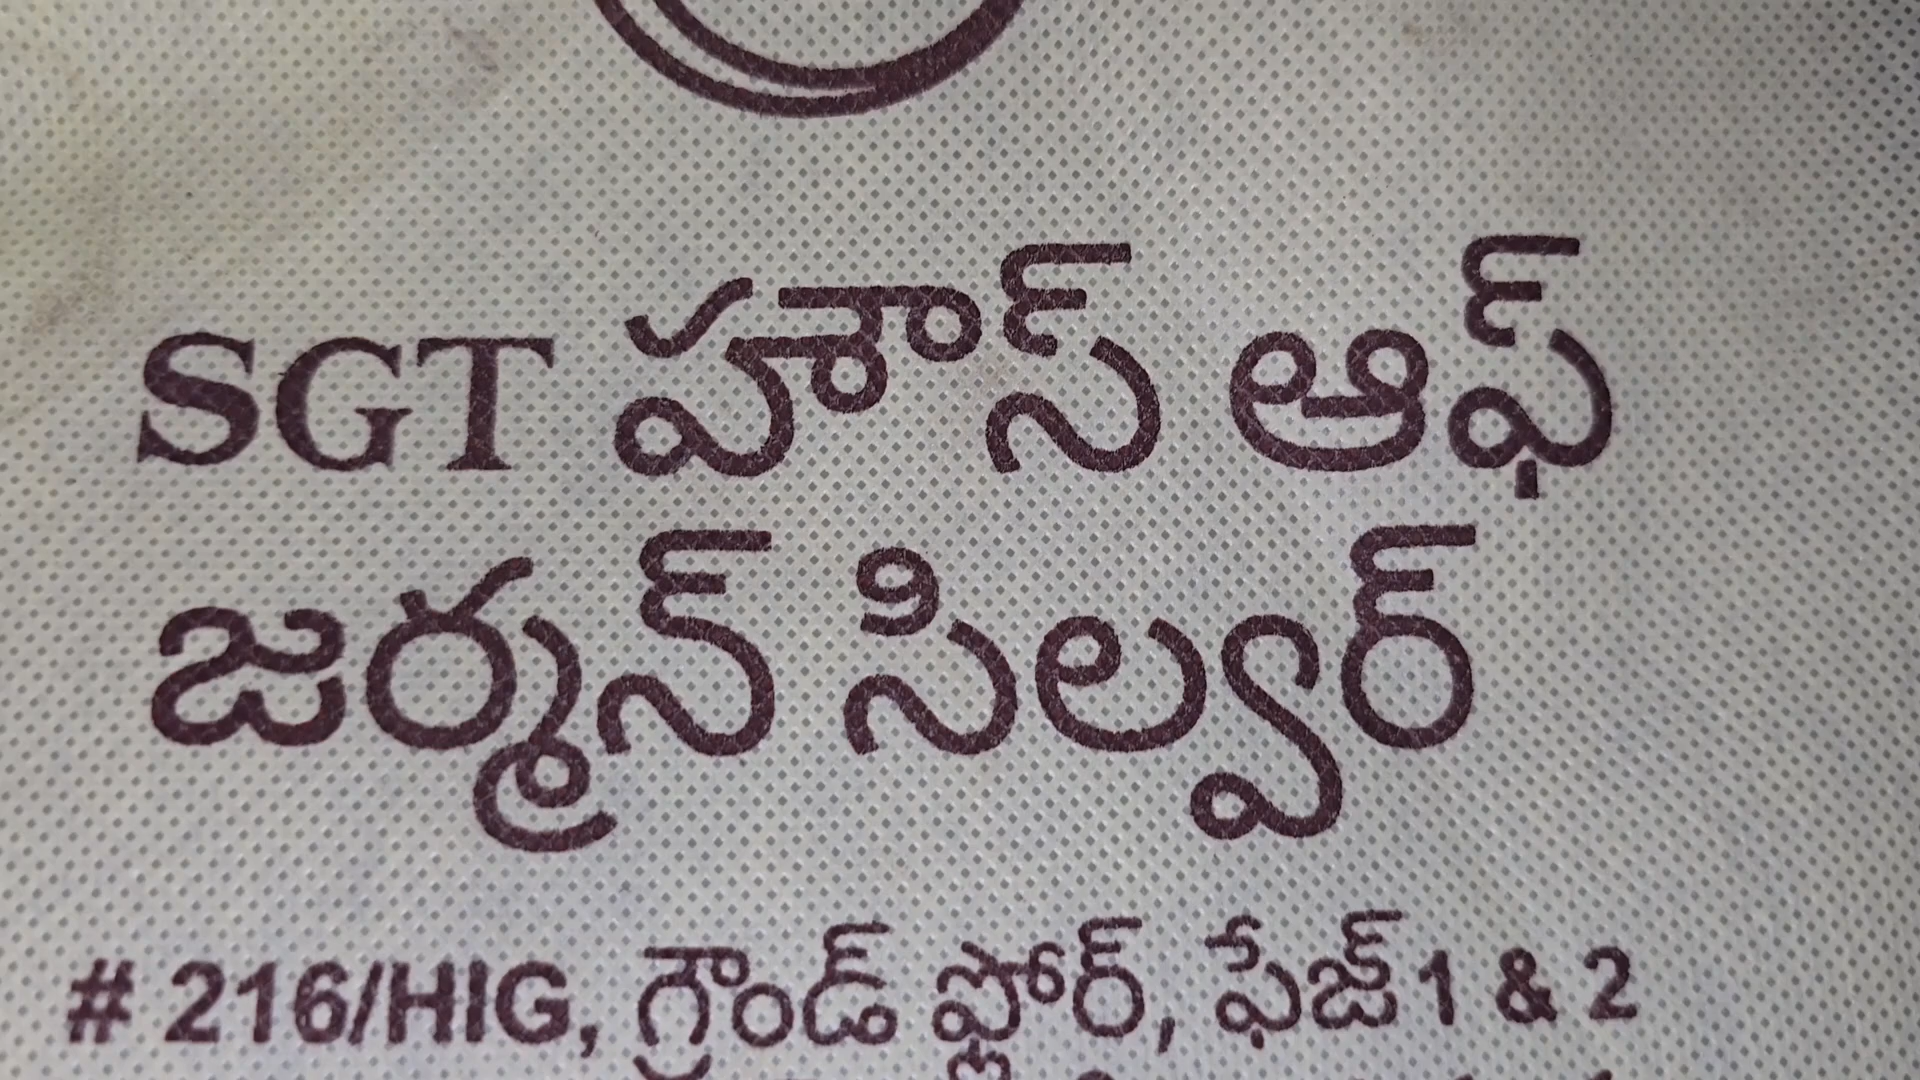 SGT హౌస్ ఆఫ్
జర్మన్ సిల్వర్
# 216/HIG, గ్రౌండ్ ఫ్లోర్, ఫేజ్ 1 & 2